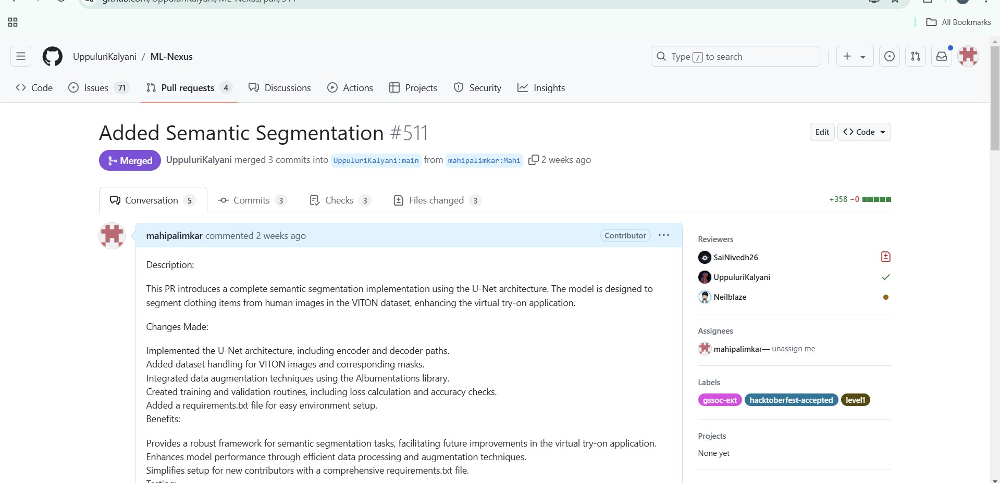 All Bookmarks
UppuluriKalyani / ML-Nexus
Type / to search
Code
Issues 71
Pull requests 4
Discussions
Actions
Projects
Security
Insights
Added Semantic Segmentation #511
Edit
Code
Merged
UppuluriKalyani merged 3 commits into UppuluriKalyani:main from mahipalimkar:Mahi 2 weeks ago
Conversation 5
Commits 3
Checks 3
Files changed 3
+358 −0
mahipalimkar commented 2 weeks ago
Contributor
Description:
This PR introduces a complete semantic segmentation implementation using the U-Net architecture. The model is designed to
segment clothing items from human images in the VITON dataset, enhancing the virtual try-on application.
Changes Made:
Implemented the U-Net architecture, including encoder and decoder paths.
Added dataset handling for VITON images and corresponding masks.
Integrated data augmentation techniques using the Albumentations library.
Created training and validation routines, including loss calculation and accuracy checks.
Added a requirements.txt file for easy environment setup.
Benefits:
Provides a robust framework for semantic segmentation tasks, facilitating future improvements in the virtual try-on application.
Enhances model performance through efficient data processing and augmentation techniques.
Simplifies setup for new contributors with a comprehensive requirements.txt file.
Reviewers
SaiNivedh26
UppuluriKalyani
Neilblaze
Assignees
mahipalimkar— unassign me
Labels
gssoc-ext
hacktoberfest-accepted
level1
Projects
None yet